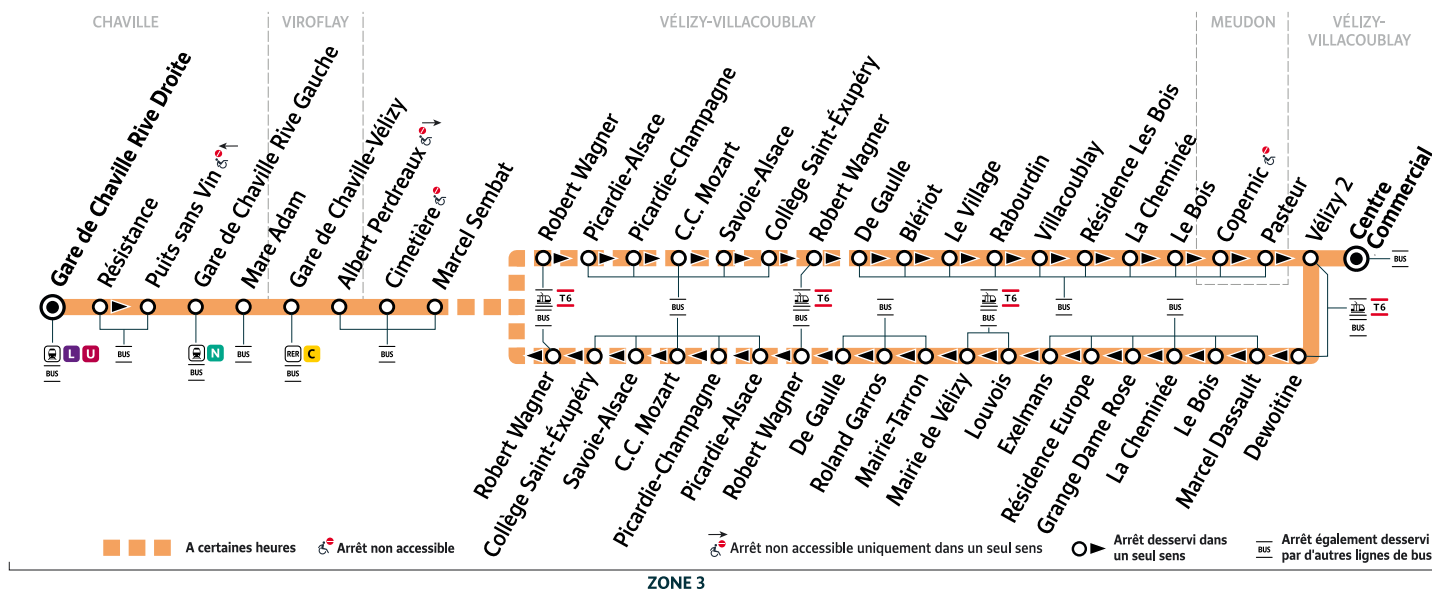 CHAVILLE
VIROFLAY
VÉLIZY-VILLACOUBLAY
MEUDON
VÉLIZY-
VILLACOUBLAY
Gare de Chaville Rive Droite
Résistance
Puits sans Vin
Gare de Chaville Rive Gauche
Mare Adam
Gare de Chaville-Vélizy
Albert Perdreaux
Cimetière
Marcel Sembat
Robert Wagner
Picardie-Alsace
Picardie-Champagne
C.C. Mozart
Savoie-Alsace
Collège Saint-Éxupéry
Robert Wagner
De Gaulle
Blériot
Le Village
Rabourdin
Villacoublay
Résidence Les Bois
La Cheminée
Le Bois
Copernic
Pasteur
Vélizy 2
Centre
Commercial
BUS
T6
BUS
BUS
T6
BUS
T6
BUS
BUS
BUS
BUS
BUS
T6
BUS
L U
BUS
BUS
N
BUS
BUS
RER C
BUS
BUS
Robert Wagner
Collège Saint-Éxupéry
Savoie-Alsace
C.C. Mozart
Picardie-Champagne
Picardie-Alsace
Robert Wagner
De Gaulle
Roland Garros
Mairie-Tarron
Mairie de Vélizy
Louvois
Exelmans
Résidence Europe
Grange Dame Rose
La Cheminée
Le Bois
Marcel Dassault
Dewoitine
A certaines heures
Arrêt non accessible
Arrêt non accessible uniquement dans un seul sens
Arrêt desservi dans
un seul sens
BUS
Arrêt également desservi
par d'autres lignes de bus
ZONE 3